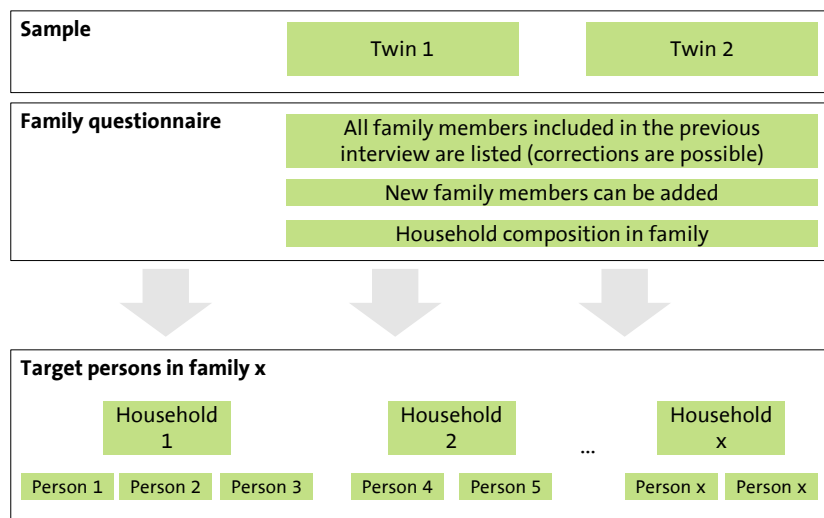 Sample
Twin 1
Twin 2
Family questionnaire
All family members included in the previous
interview are listed (corrections are possible)
New family members can be added
Household composition in family
Target persons in family x
Household
1
Household
2
...
Household
x
Person 1
Person 2
Person 3
Person 4
Person 5
Person x
Person x